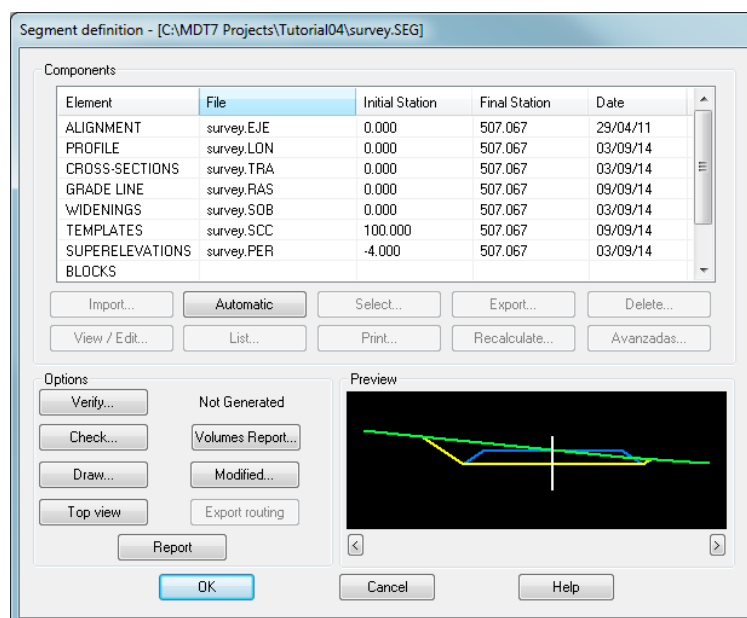 Segment definition - [C:\MDT7 Projects\Tutorial04\survey.SEG]
Components
Element File Initial Station Final Station Date
ALIGNMENT survey.EJE 0.000 507.067 29/04/11
PROFILE survey.LON 0.000 507.067 03/09/14
CROSS-SECTIONS survey.TRA 0.000 507.067 03/09/14
GRADE LINE survey.RAS 0.000 507.067 09/09/14
WIDENINGS survey.SOB 0.000 507.067 03/09/14
TEMPLATES survey.SCC 100.000 507.067 09/09/14
SUPERELEVATIONS survey.PER -4.000 507.067 03/09/14
BLOCKS
Import... Automatic Select... Export... Delete...
View / Edit... List... Print... Recalculate... Avanzadas...
Options
Verify... Not Generated
Check... Volumes Report...
Draw... Modified...
Top view Export routing
Report
Preview
< >
OK Cancel Help